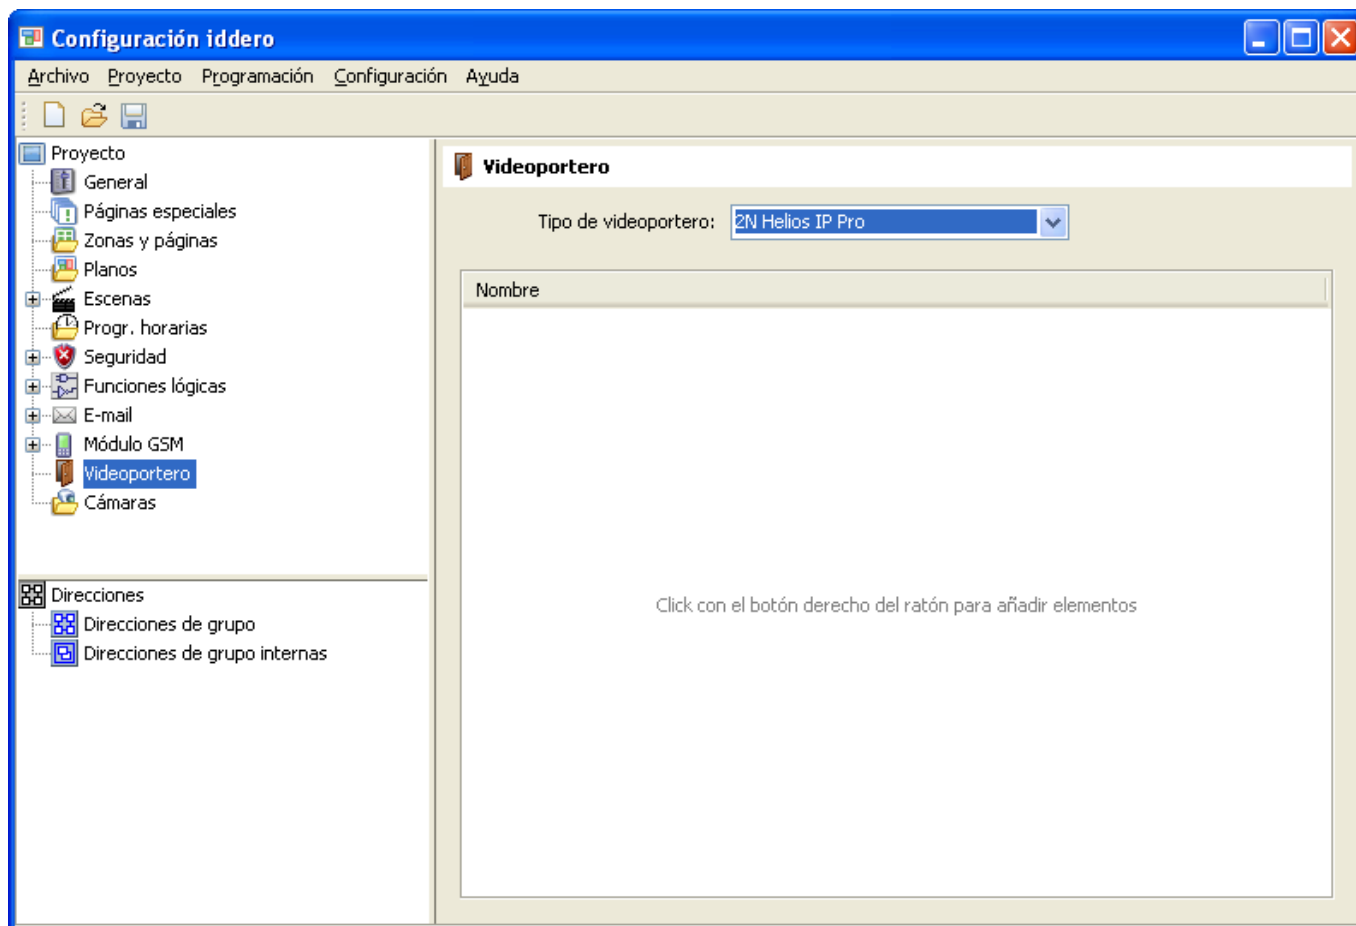 Configuración iddero
Archivo Proyecto Programación Configuración Ayuda
Proyecto
General
Páginas especiales
Zonas y páginas
Planos
Escenas
Progr. horarias
Seguridad
Funciones lógicas
E-mail
Módulo GSM
Videoportero
Cámaras
Direcciones
Direcciones de grupo
Direcciones de grupo internas
Videoportero
Tipo de videoportero: 2N Helios IP Pro
Nombre
Click con el botón derecho del ratón para añadir elementos